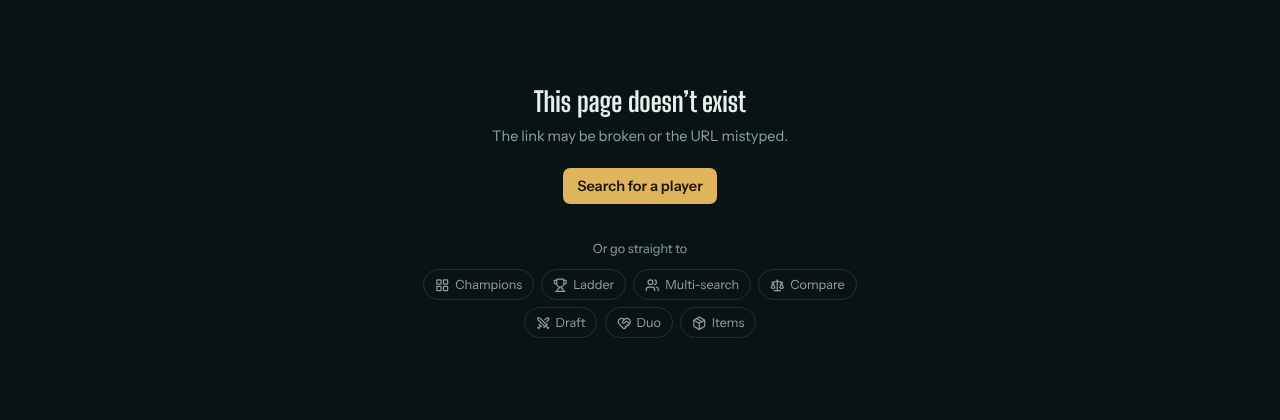 This page doesn’t exist
The link may be broken or the URL mistyped.
Search for a player
Or go straight to
Champions Ladder Multi-search Compare
Draft Duo Items